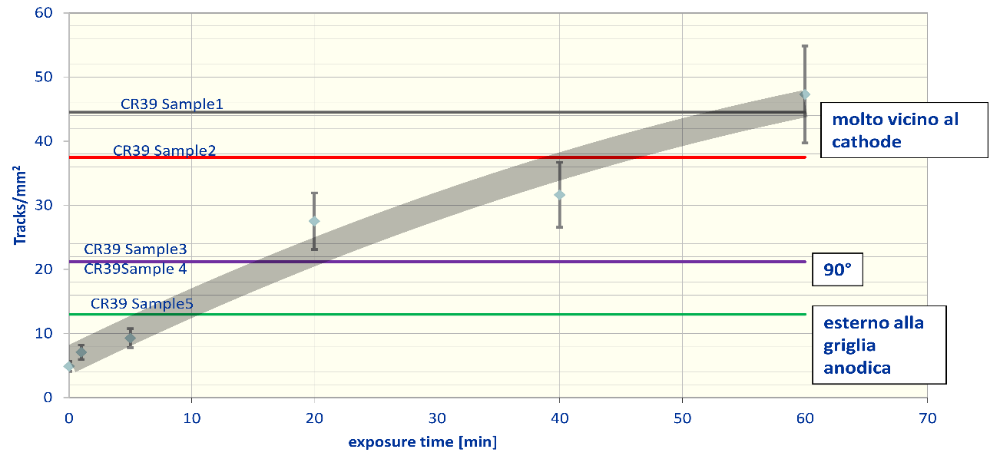 60
50
40
30
20
10
0
Tracks/mm²
CR39 Sample1
CR39 Sample2
CR39 Sample3
CR39Sample 4
CR39 Sample5
molto vicino al
cathode
90°
esterno alla
griglia
anodica
0
10
20
30
40
50
60
70
exposure time [min]